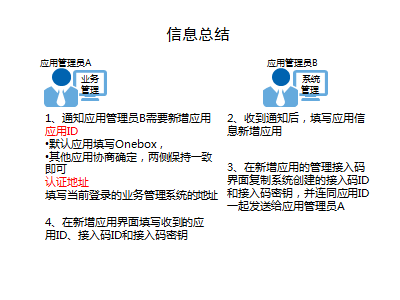 信息总结
应用管理员A
业务
管理
1、通知应用管理员B需要新增应用
应用ID
•默认应用填写Onebox，
•其他应用协商确定，两侧保持一致
即可
认证地址
填写当前登录的业务管理系统的地址
4、在新增应用界面填写收到的应
用ID、接入码ID和接入码密钥
应用管理员B
系统
管理
2、收到通知后，填写应用信
息新增应用
3、在新增应用的管理接入码
界面复制系统创建的接入码ID
和接入码密钥，并连同应用ID
一起发送给应用管理员A